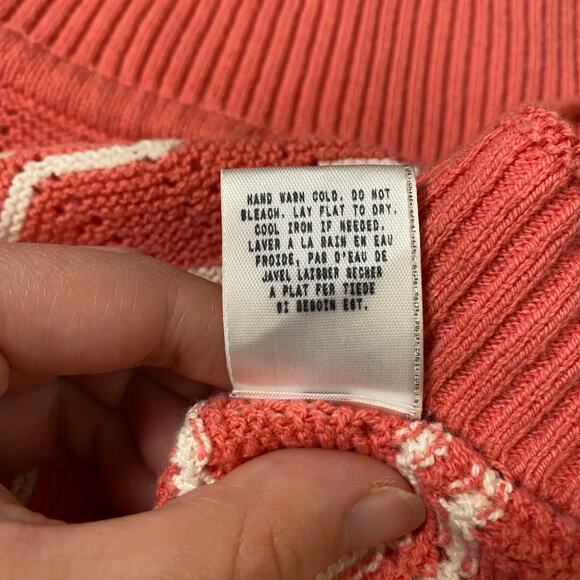 HAND WASH COLD. DO NOT
BLEACH. LAY FLAT TO DRY.
COOL IRON IF NEEDED.
LAVER A LA RAIN EN EAU
FROIDE, PAS D'EAU DE
JAVEL LAISSER SECHER
A PLAT FER TIEDE
SI BESOIN EST.